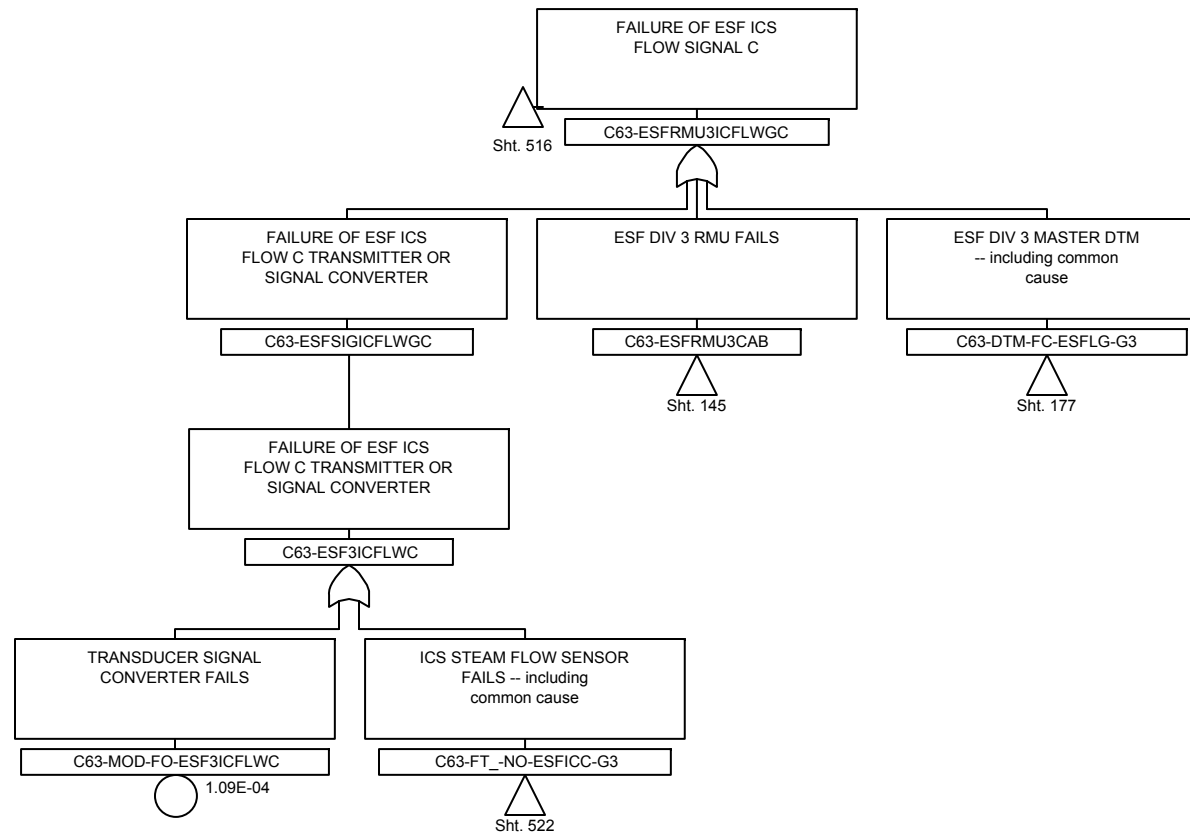 FAILURE OF ESF ICS
FLOW SIGNAL C
Sht. 516
C63-ESFRMU3ICFLWGC
FAILURE OF ESF ICS
FLOW C TRANSMITTER OR
SIGNAL CONVERTER
C63-ESFSIGICFLWGC
ESF DIV 3 RMU FAILS
C63-ESFRMU3CAB
Sht. 145
ESF DIV 3 MASTER DTM
-- including common
cause
C63-DTM-FC-ESFLG-G3
Sht. 177
FAILURE OF ESF ICS
FLOW C TRANSMITTER OR
SIGNAL CONVERTER
C63-ESF3ICFLWC
TRANSDUCER SIGNAL
CONVERTER FAILS
C63-MOD-FO-ESF3ICFLWC
1.09E-04
ICS STEAM FLOW SENSOR
FAILS -- including
common cause
C63-FT_-NO-ESFICC-G3
Sht. 522